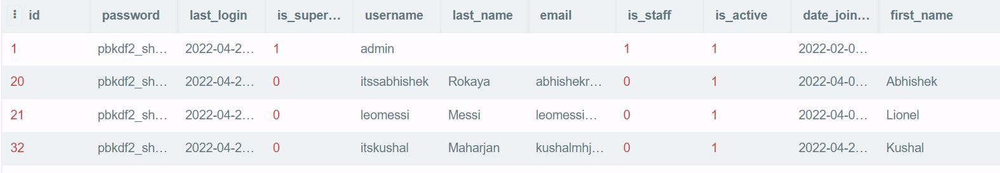 id password last_login is_super… username last_name email is_staff is_active date_join… first_name
1 pbkdf2_sh… 2022-04-2… 1 admin 1 1 2022-02-0…
20 pbkdf2_sh… 2022-04-2… 0 itssabhishek Rokaya abhishekr… 0 1 2022-04-0… Abhishek
21 pbkdf2_sh… 2022-04-2… 0 leomessi Messi leomessi… 0 1 2022-04-0… Lionel
32 pbkdf2_sh… 2022-04-2… 0 itskushal Maharjan kushalmhj… 0 1 2022-04-2… Kushal